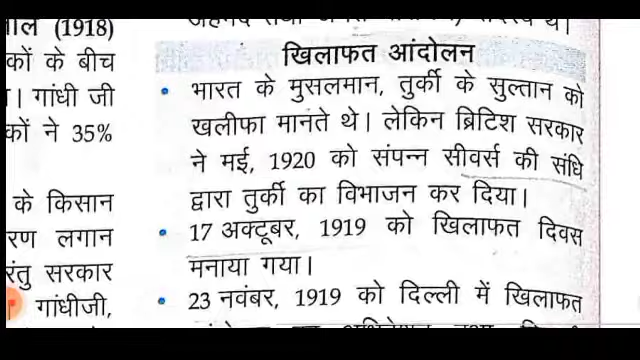 (1918)
कों के बीच
। गांधी जी
कों ने 35%
के किसान
रण लगान
रंतु सरकार
गांधीजी,
खिलाफत आंदोलन
• भारत के मुसलमान, तुर्की के सुल्तान को
खलीफा मानते थे। लेकिन ब्रिटिश सरकार
ने मई, 1920 को संपन्न सीवर्स की संधि
द्वारा तुर्की का विभाजन कर दिया।
• 17 अक्टूबर, 1919 को खिलाफत दिवस
मनाया गया।
• 23 नवंबर, 1919 को दिल्ली में खिलाफत